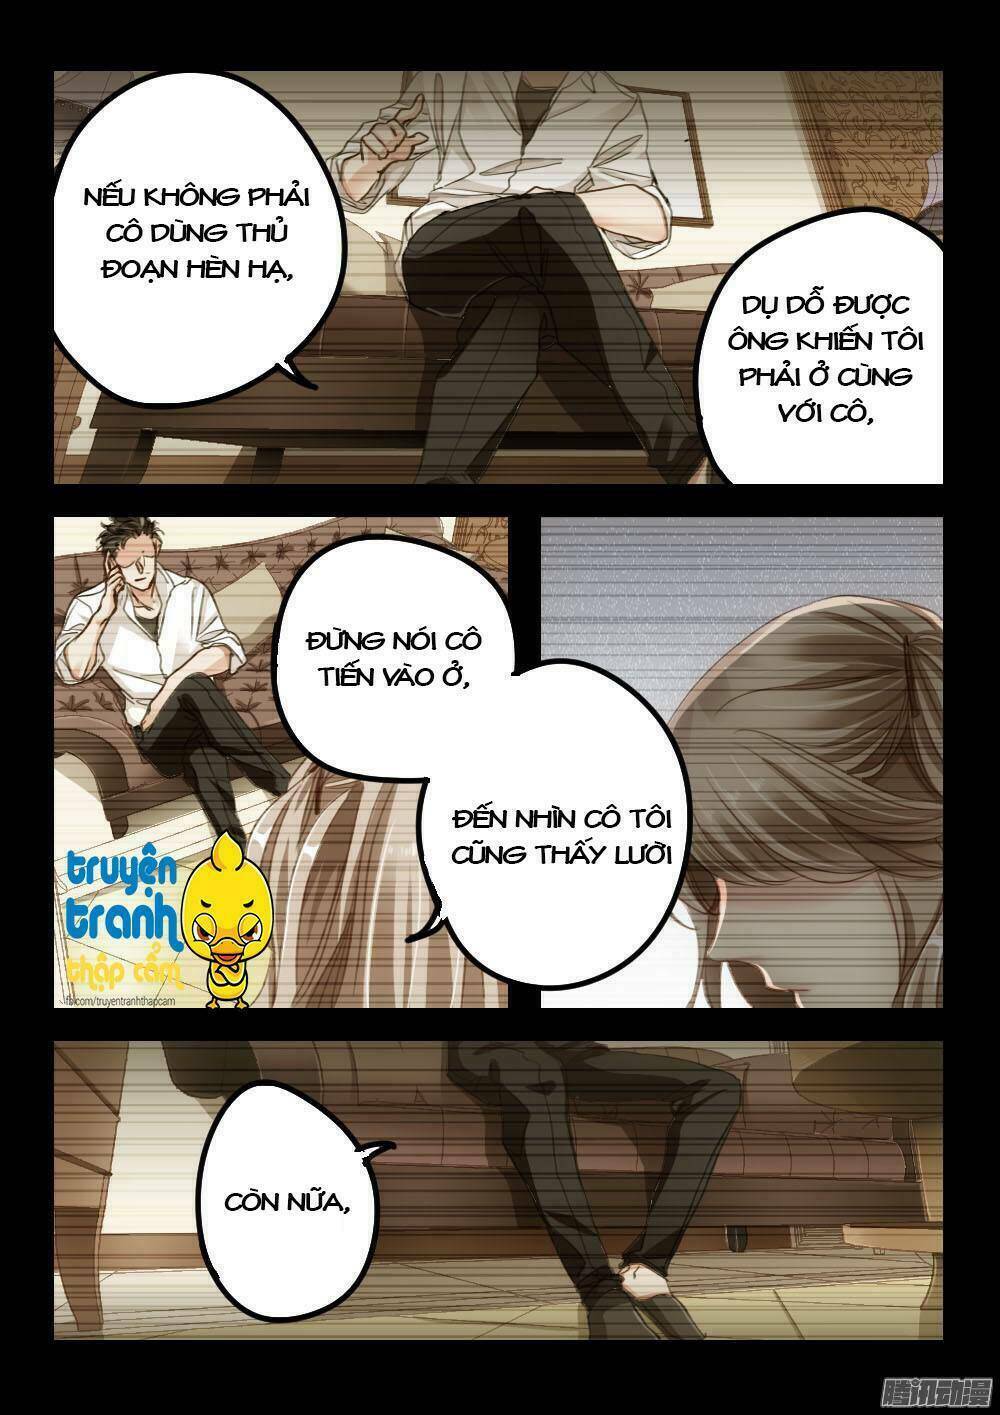 NẾU KHÔNG PHẢI
CÔ DÙNG THỦ
ĐOẠN HÈN HẠ,
DỤ DỖ ĐƯỢC
ÔNG KHIẾN TÔI
PHẢI Ở CÙNG
VỚI CÔ,
ĐỪNG NÓI CÔ
TIẾN VÀO Ở,
ĐẾN NHÌN CÔ TÔI
CŨNG THẤY LƯỜI
truyện
tranh
thập cẩm
fb.com/truyentranhthapcam
CÒN NỮA,
腾讯动漫